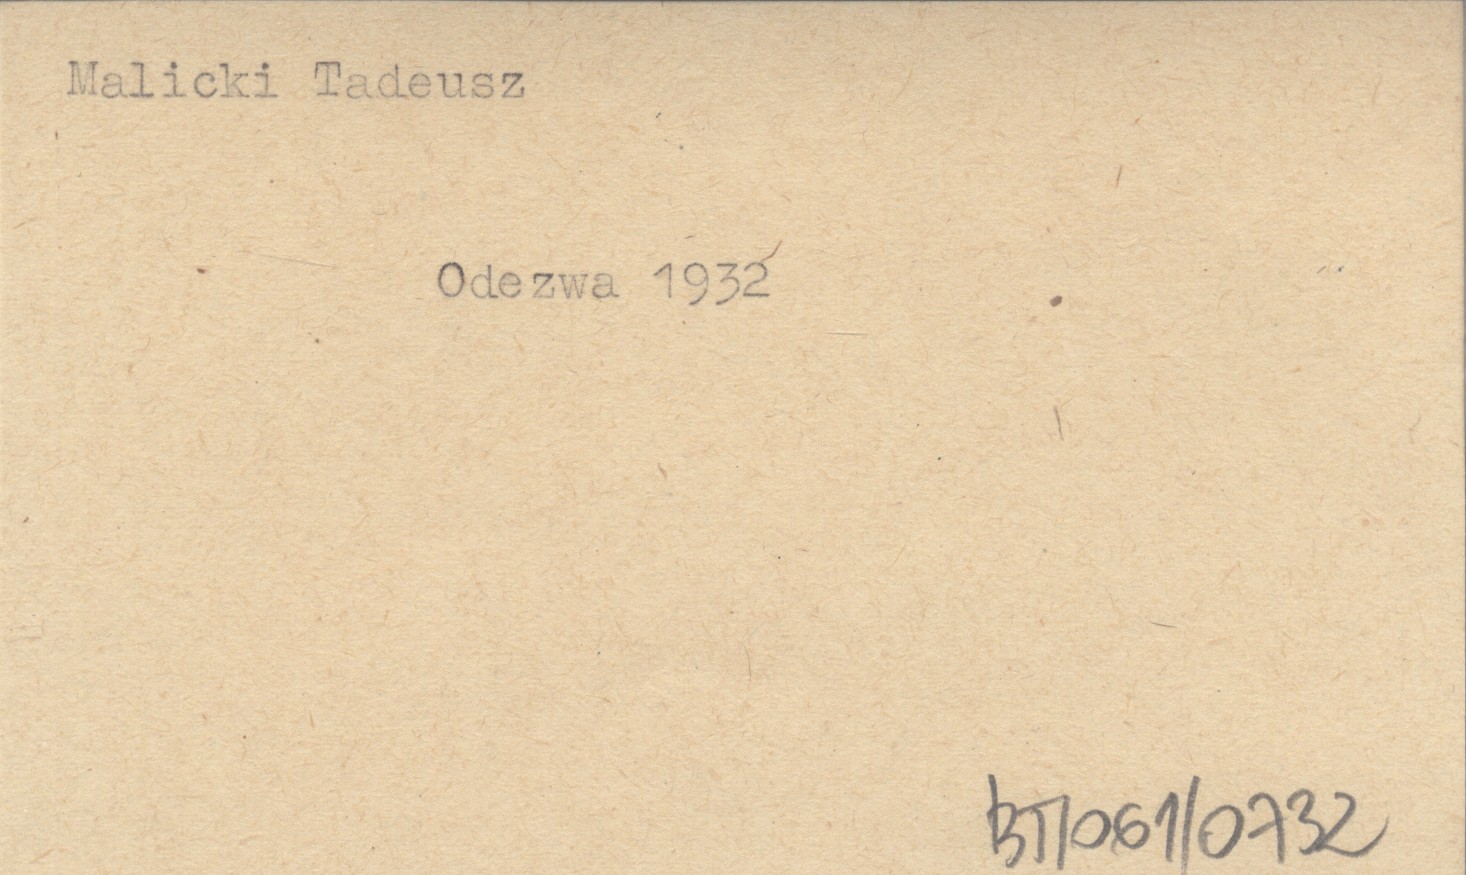 Malicki Tadeusz
Odezwa 1932
BT/061/0732